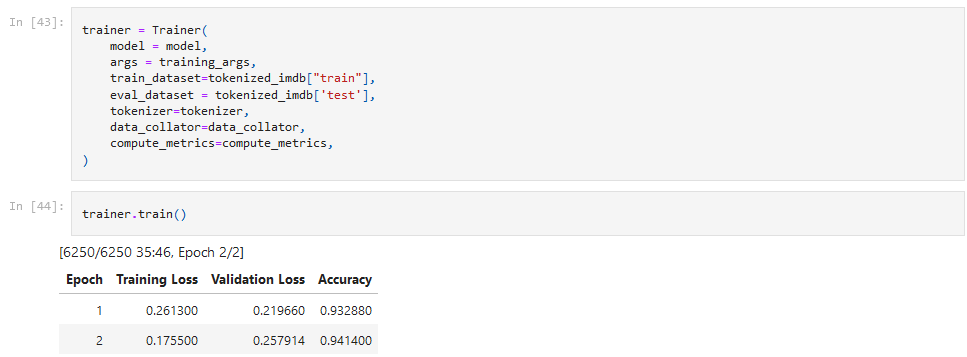 In [43]:
trainer = Trainer(
    model = model,
    args = training_args,
    train_dataset=tokenized_imdb["train"],
    eval_dataset = tokenized_imdb['test'],
    tokenizer=tokenizer,
    data_collator=data_collator,
    compute_metrics=compute_metrics,
)
In [44]:
trainer.train()
[6250/6250 35:46, Epoch 2/2]
Epoch Training Loss Validation Loss Accuracy
1 0.261300 0.219660 0.932880
2 0.175500 0.257914 0.941400